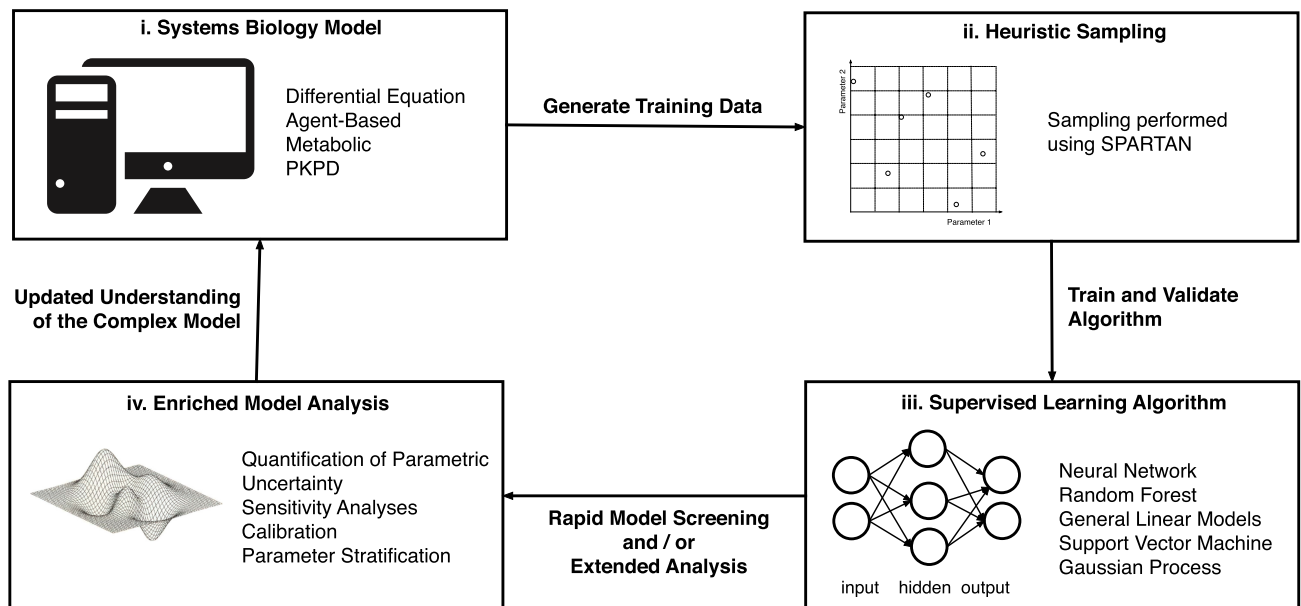 i. Systems Biology Model
Differential Equation
Agent-Based
Metabolic
PKPD
Generate Training Data
ii. Heuristic Sampling
Parameter 2
Parameter 1
Sampling performed
using SPARTAN
Train and Validate
Algorithm
iii. Supervised Learning Algorithm
input hidden output
Neural Network
Random Forest
General Linear Models
Support Vector Machine
Gaussian Process
Rapid Model Screening
and / or
Extended Analysis
iv. Enriched Model Analysis
Quantification of Parametric
Uncertainty
Sensitivity Analyses
Calibration
Parameter Stratification
Updated Understanding
of the Complex Model